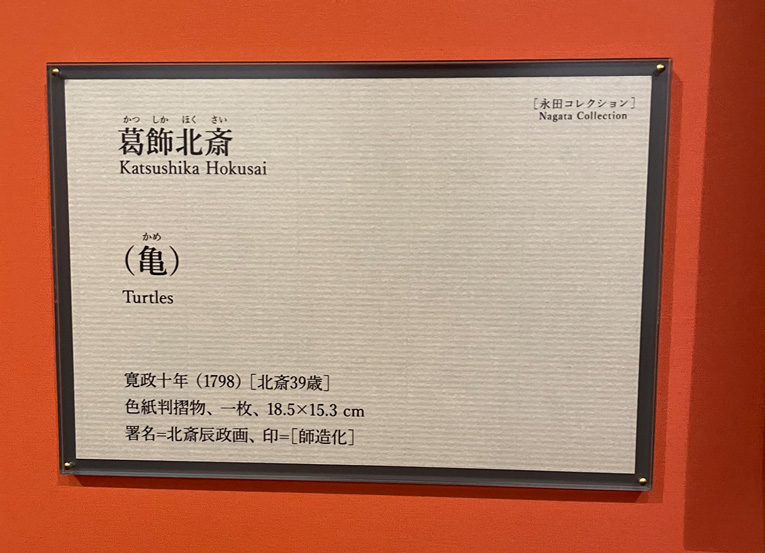 ［永田コレクション］
Nagata Collection
かつ しか ほく さい
葛飾北斎
Katsushika Hokusai
かめ
（亀）
Turtles
寛政十年（1798）［北斎39歳］
色紙判摺物、一枚、18.5×15.3 cm
署名=北斎辰政画、印=［師造化］